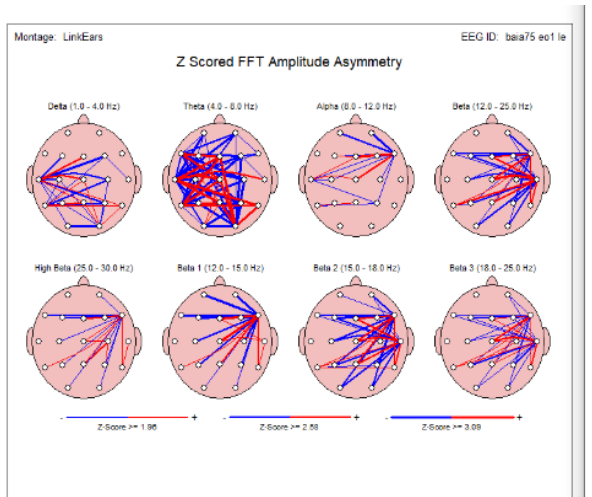 Montage: LinkEars EEG ID: baia75 eo1 le
Z Scored FFT Amplitude Asymmetry
Delta (1.0 - 4.0 Hz) Theta (4.0 - 8.0 Hz) Alpha (8.0 - 12.0 Hz) Beta (12.0 - 25.0 Hz)
High Beta (25.0 - 30.0 Hz) Beta 1 (12.0 - 15.0 Hz) Beta 2 (15.0 - 18.0 Hz) Beta 3 (18.0 - 25.0 Hz)
- + - + - +
Z-Score >= 1.96 Z-Score >= 2.58 Z-Score >= 3.09